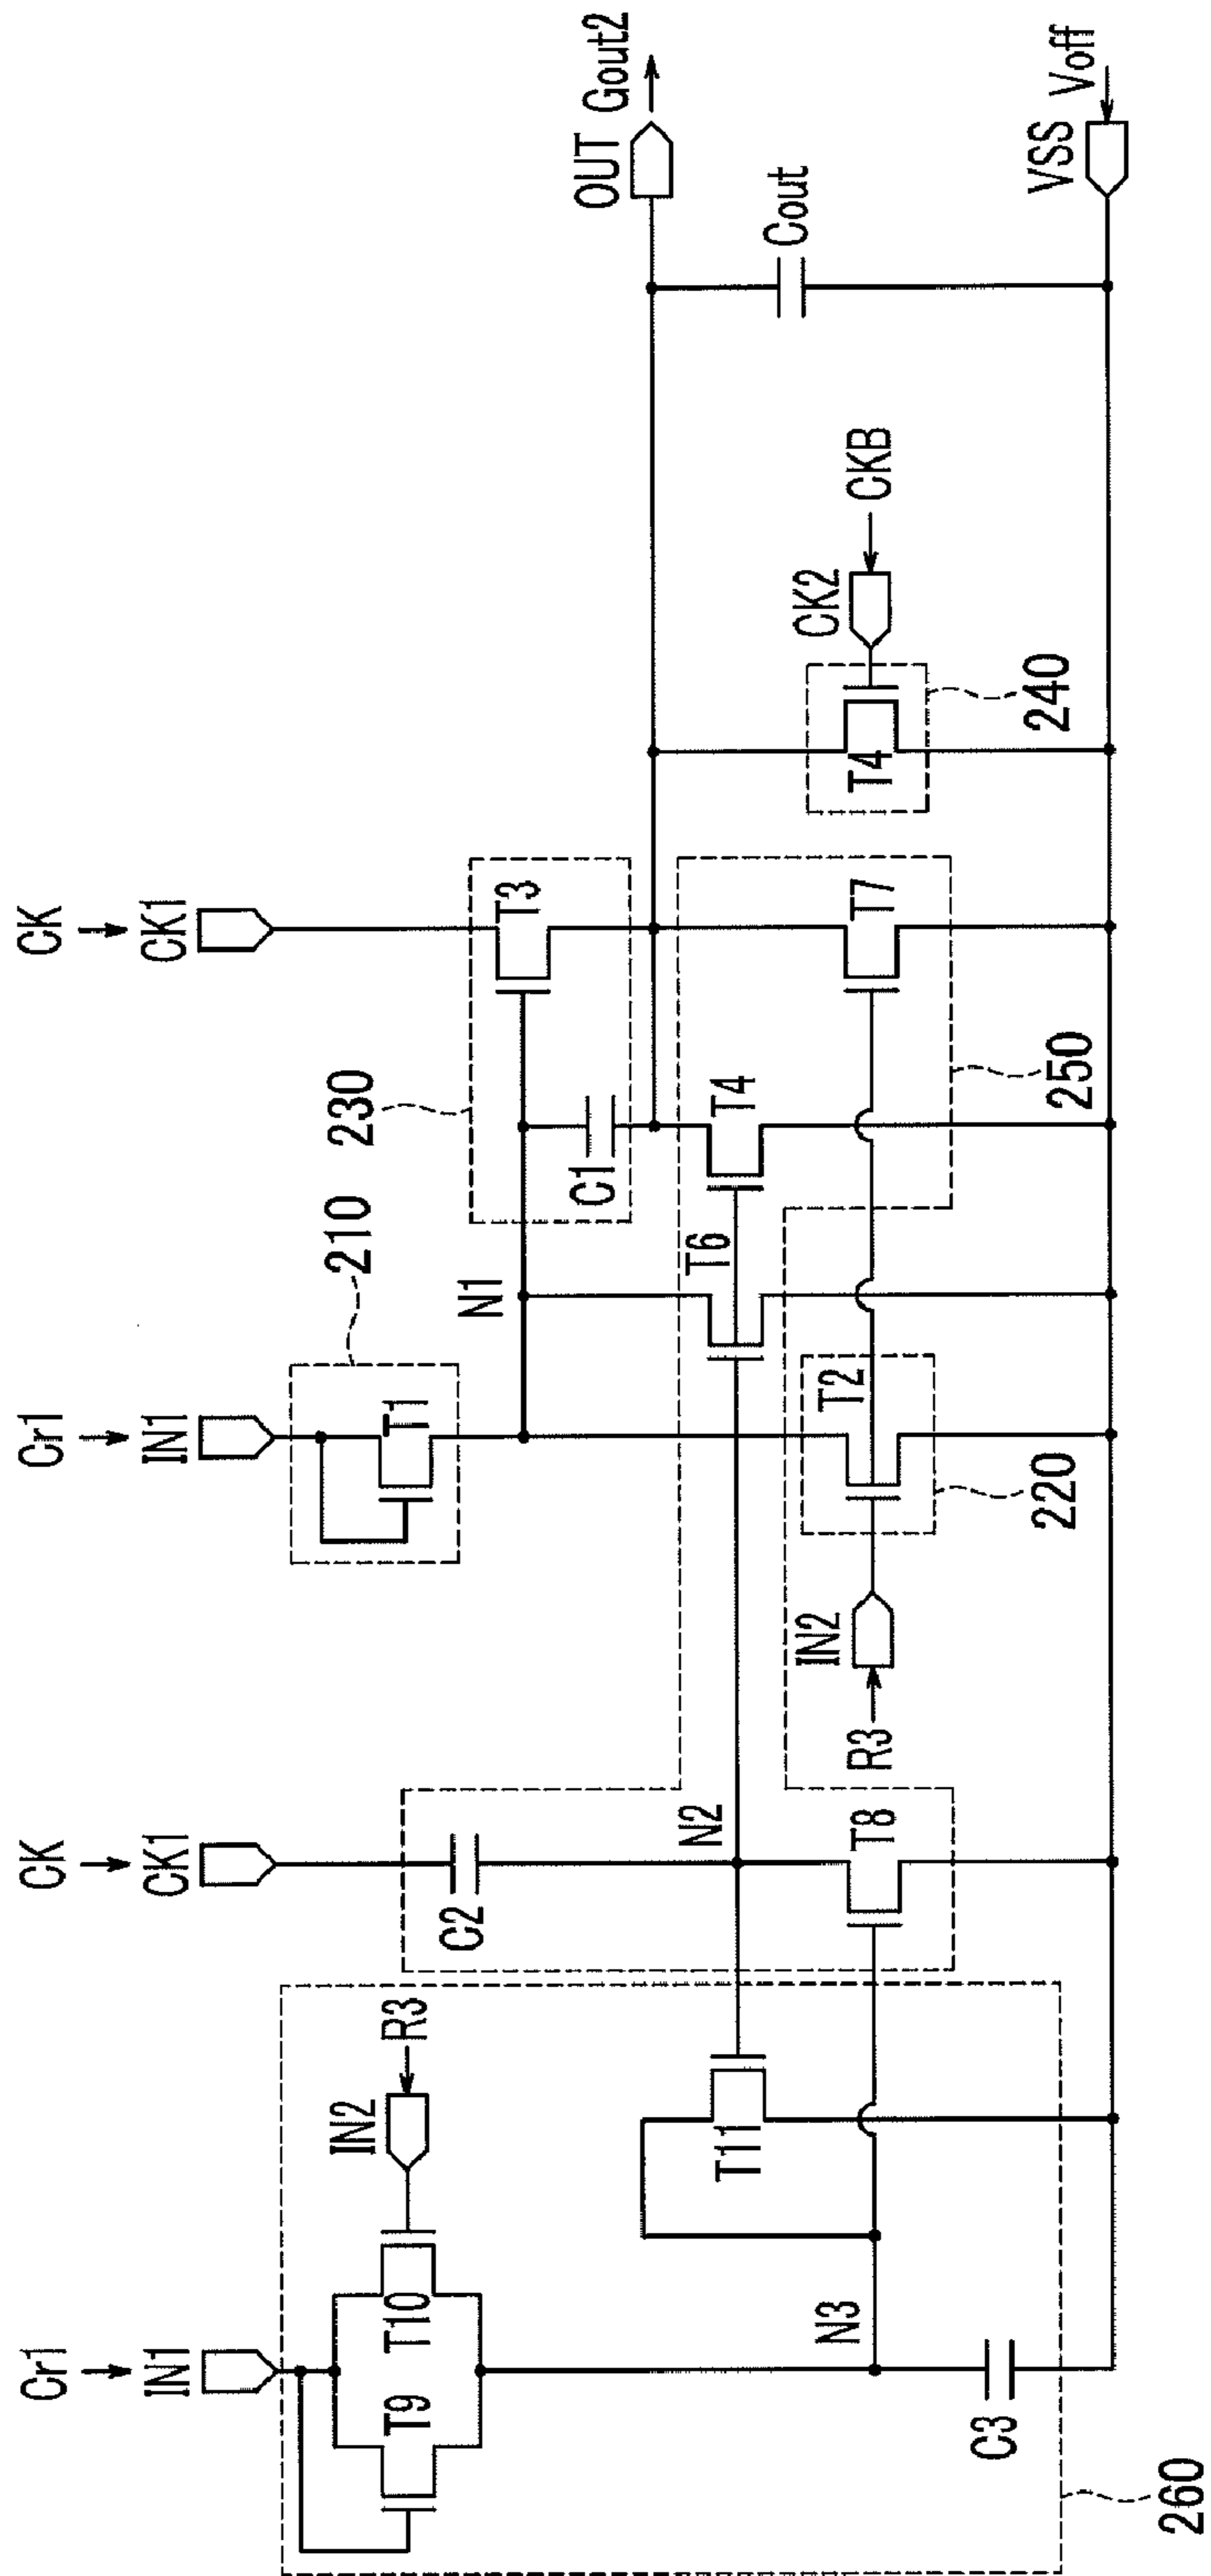 Cr1
CK
Cr1
CK
IN1
CK1
IN1
CK1
IN2
R3
210
230
T9
T10
T1
C2
N1
T3
C1
OUT
Gout2
N2
T6
T4
T11
Cout
N3
IN2
T2
CK2
T8
R3
T7
T4
CKB
C3
220
250
240
VSS
Voff
260